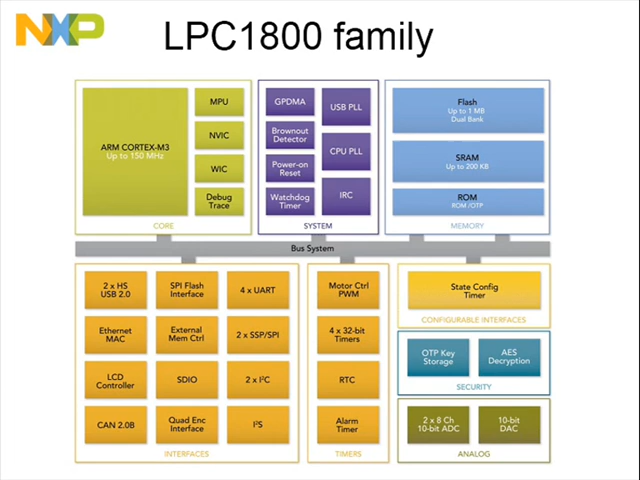 NXP
LPC1800 family
ARM CORTEX-M3
Up to 150 MHz
MPU
NVIC
WIC
Debug
Trace
CORE
GPDMA
Brownout
Detector
Power-on
Reset
Watchdog
Timer
USB PLL
CPU PLL
IRC
SYSTEM
Flash
Up to 1 MB
Dual Bank
SRAM
Up to 200 KB
ROM
ROM /OTP
MEMORY
Bus System
2 x HS
USB 2.0
SPI Flash
Interface
4 x UART
Ethernet
MAC
External
Mem Ctrl
2 x SSP/SPI
LCD
Controller
SDIO
2 x I²C
CAN 2.0B
Quad Enc
Interface
I²S
INTERFACES
Motor Ctrl
PWM
4 x 32-bit
Timers
RTC
Alarm
Timer
TIMERS
State Config
Timer
CONFIGURABLE INTERFACES
OTP Key
Storage
AES
Decryption
SECURITY
2 x 8 Ch
10-bit ADC
10-bit
DAC
ANALOG